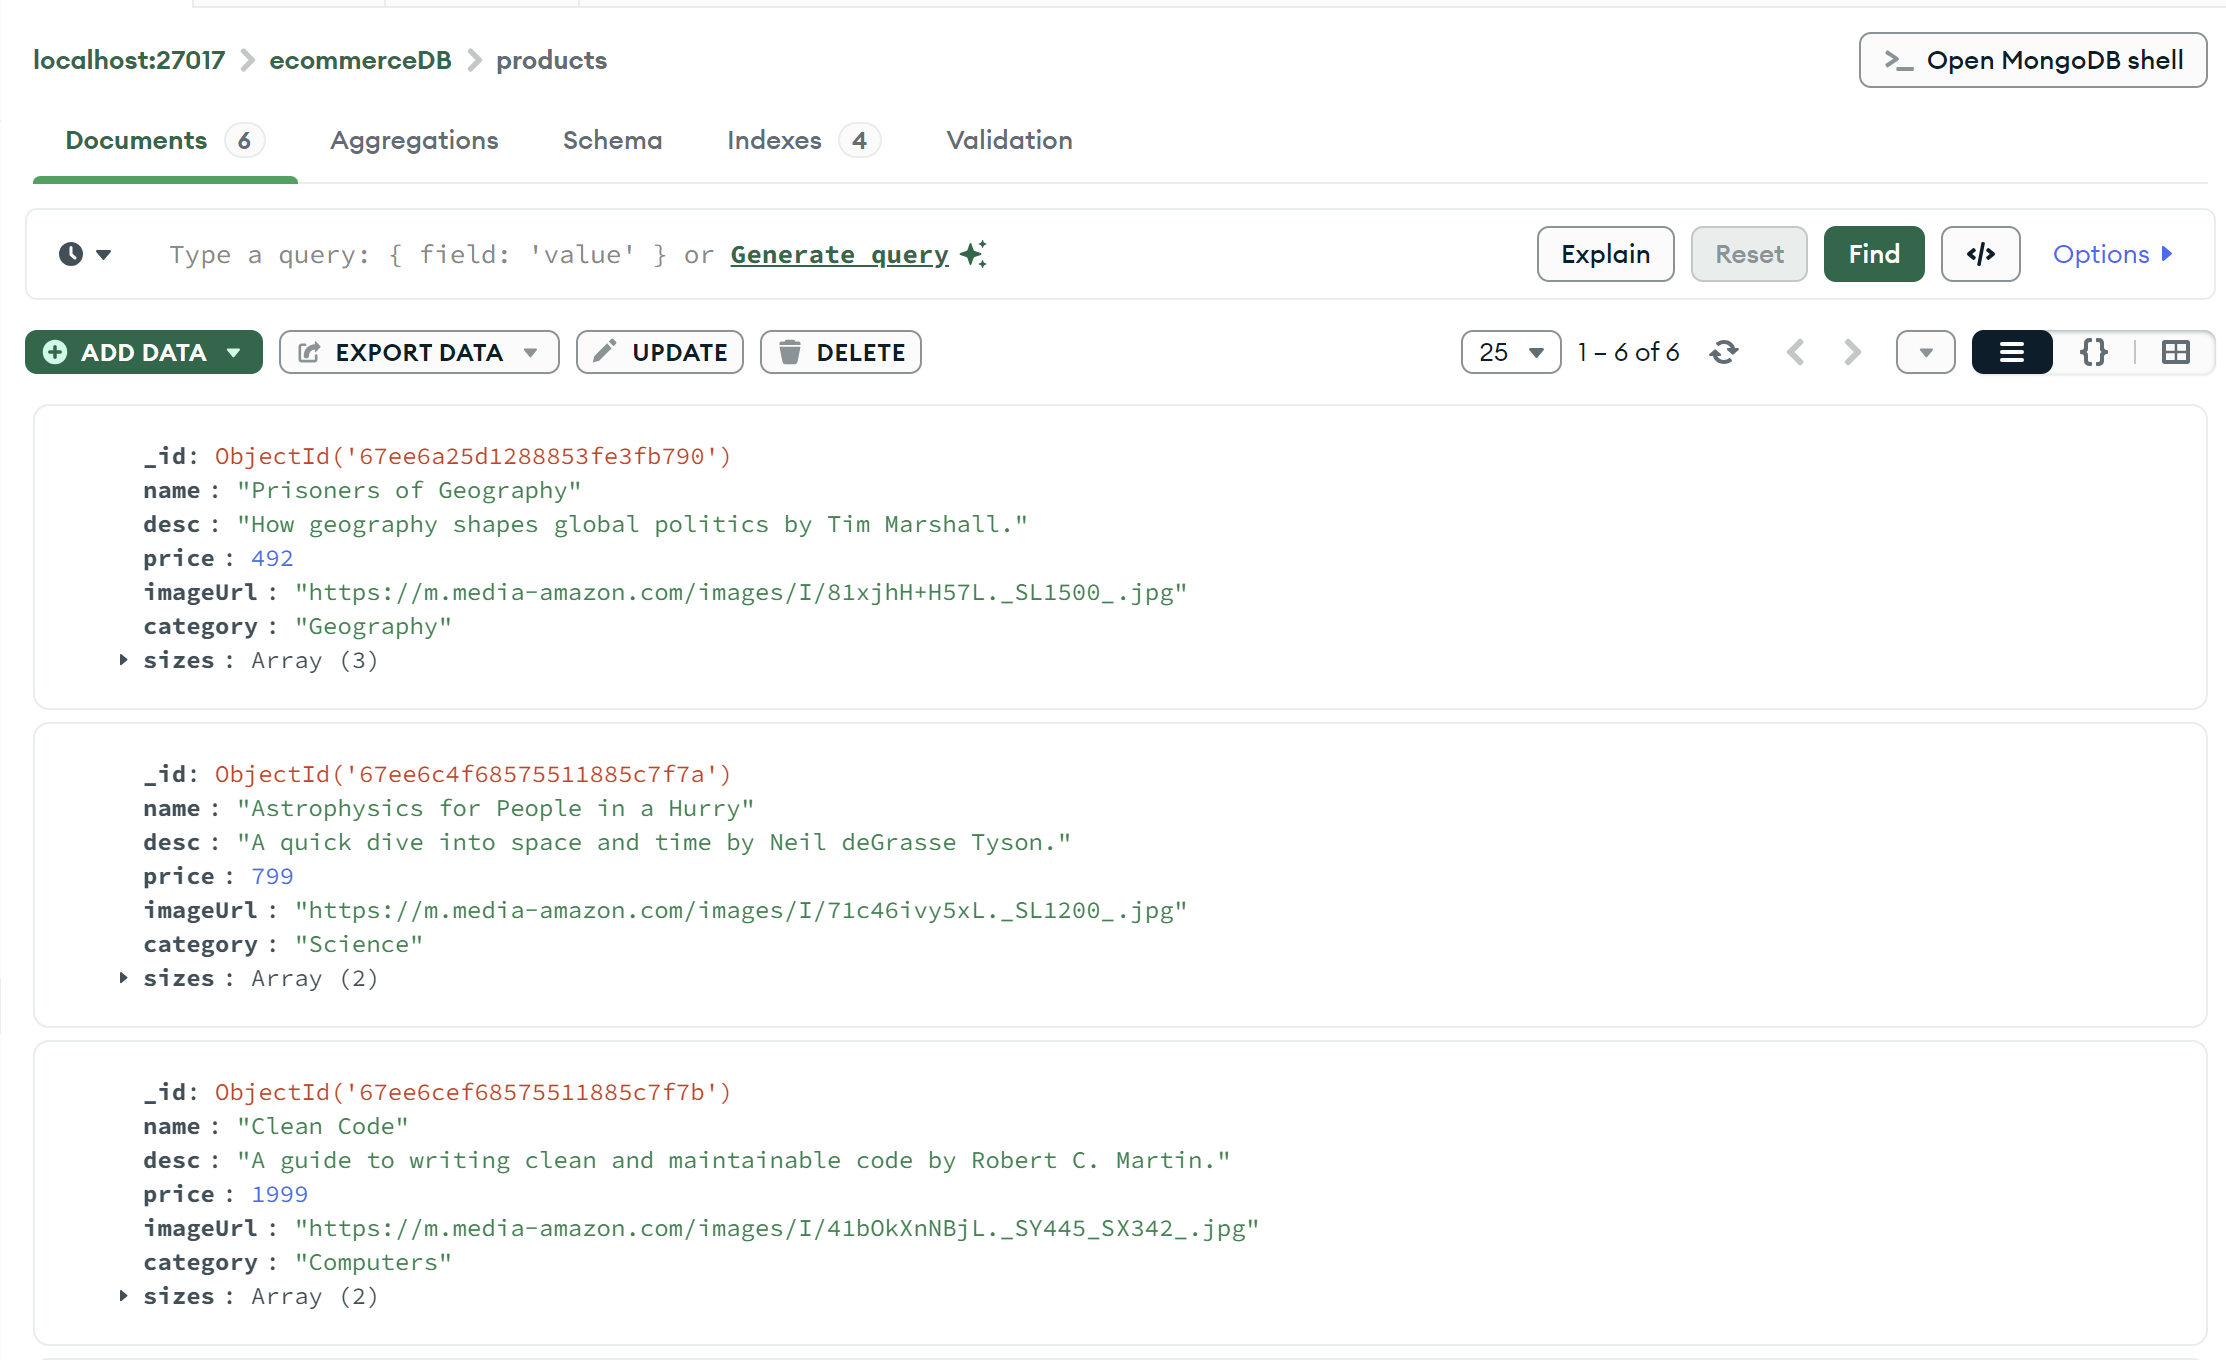 localhost:27017 > ecommerceDB > products
>_ Open MongoDB shell
Documents 6 Aggregations Schema Indexes 4 Validation
Type a query: { field: 'value' } or Generate query
Explain Reset Find </> Options
ADD DATA EXPORT DATA UPDATE DELETE 25 1 – 6 of 6 {}
_id: ObjectId('67ee6a25d1288853fe3fb790')
name : "Prisoners of Geography"
desc : "How geography shapes global politics by Tim Marshall."
price : 492
imageUrl : "https://m.media-amazon.com/images/I/81xjhH+H57L._SL1500_.jpg"
category : "Geography"
sizes : Array (3)
_id: ObjectId('67ee6c4f68575511885c7f7a')
name : "Astrophysics for People in a Hurry"
desc : "A quick dive into space and time by Neil deGrasse Tyson."
price : 799
imageUrl : "https://m.media-amazon.com/images/I/71c46ivy5xL._SL1200_.jpg"
category : "Science"
sizes : Array (2)
_id: ObjectId('67ee6cef68575511885c7f7b')
name : "Clean Code"
desc : "A guide to writing clean and maintainable code by Robert C. Martin."
price : 1999
imageUrl : "https://m.media-amazon.com/images/I/41bOkXnNBjL._SY445_SX342_.jpg"
category : "Computers"
sizes : Array (2)